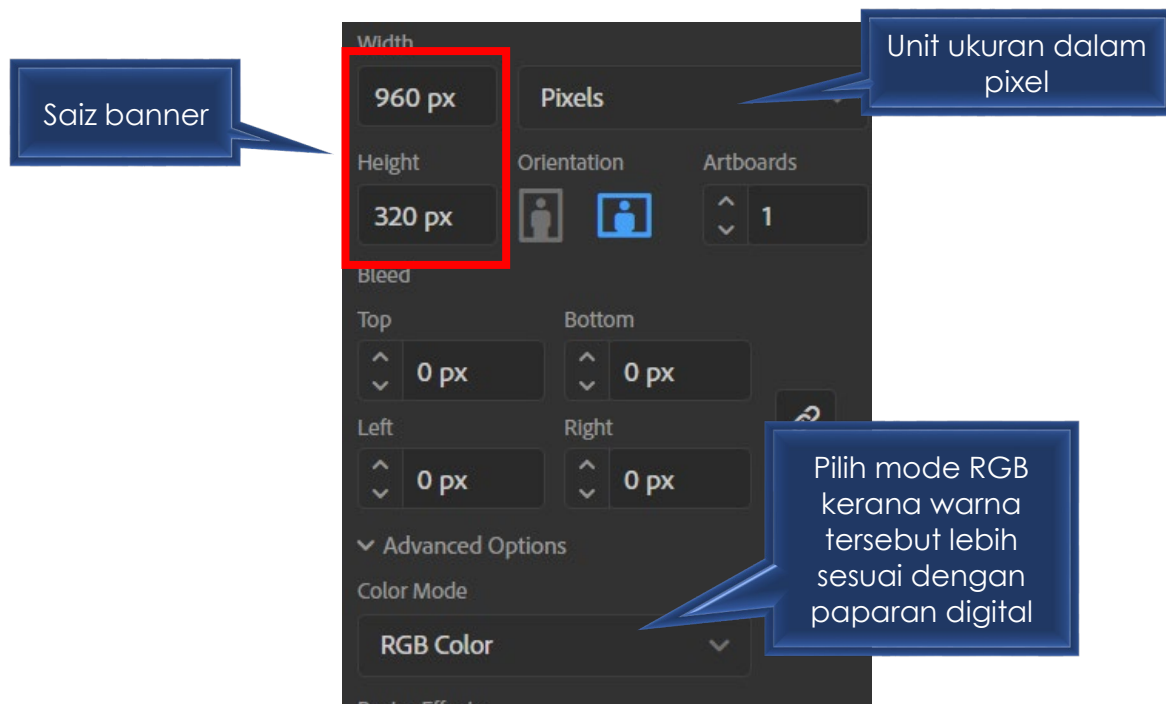 Width
960 px
Pixels
Unit ukuran dalam
pixel
Saiz banner
Height
Orientation
Artboards
320 px
1
Bleed
Top
Bottom
0 px
0 px
Left
Right
0 px
0 px
Advanced Options
Color Mode
RGB Color
Pilih mode RGB
kerana warna
tersebut lebih
sesuai dengan
paparan digital